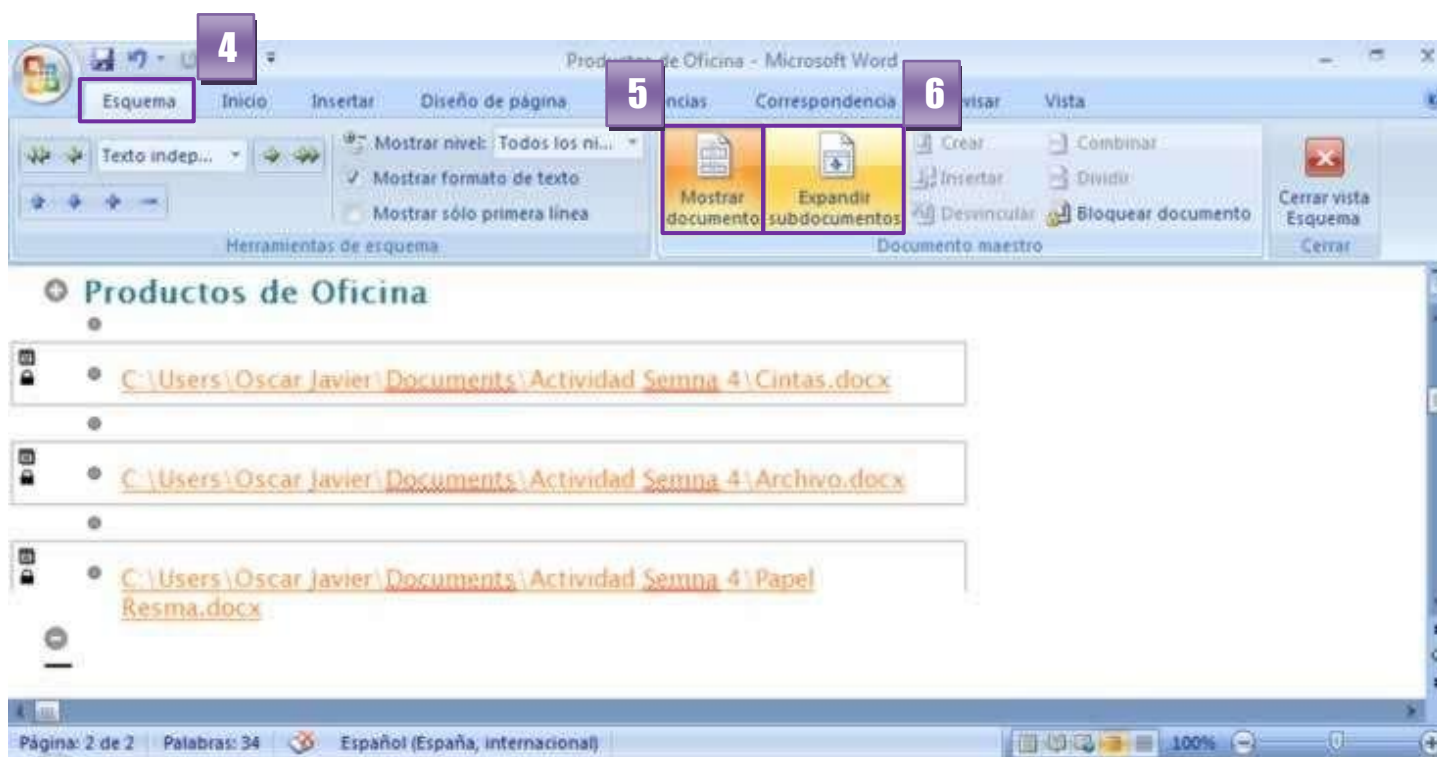 4
Productos de Oficina - Microsoft Word
Esquema Inicio Insertar Diseño de página 5 ncias Correspondencia 6 visar Vista
Texto indep... Mostrar nivel: Todos los ni...
Mostrar formato de texto
Mostrar sólo primera línea
Herramientas de esquema
Mostrar documento
Expandir subdocumentos
Crear Combinar
Insertar Dividir
Desvincular Bloquear documento
Documento maestro
Cerrar vista
Esquema
Cerrar
Productos de Oficina
C:\Users\Oscar Javier\Documents\Actividad Semna 4\Cintas.docx
C:\Users\Oscar Javier\Documents\Actividad Semna 4\Archivo.docx
C:\Users\Oscar Javier\Documents\Actividad Semna 4\Papel
Resma.docx
Página: 2 de 2 Palabras: 34 Español (España, internacional) 100%